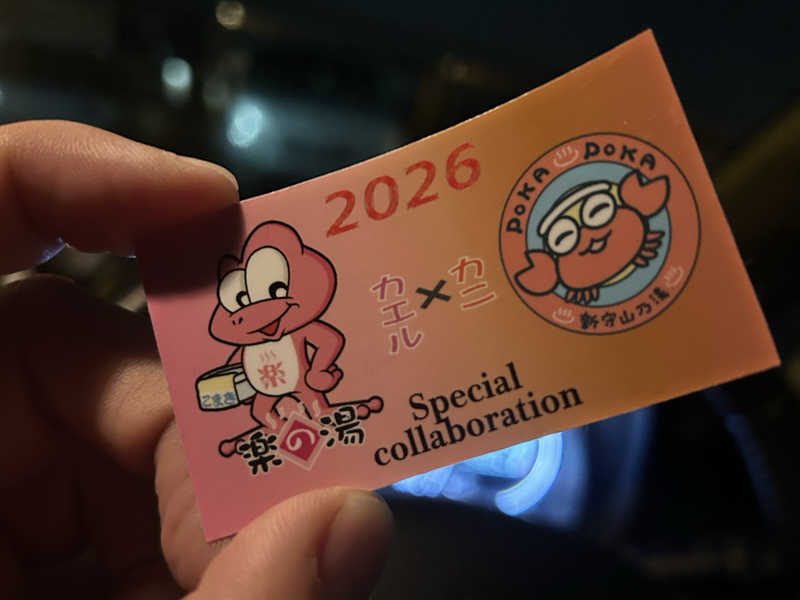 2026
カエル×カニ
Special
collaboration
楽
こまき
楽の湯
DOKA DOKA
新守山乃湯